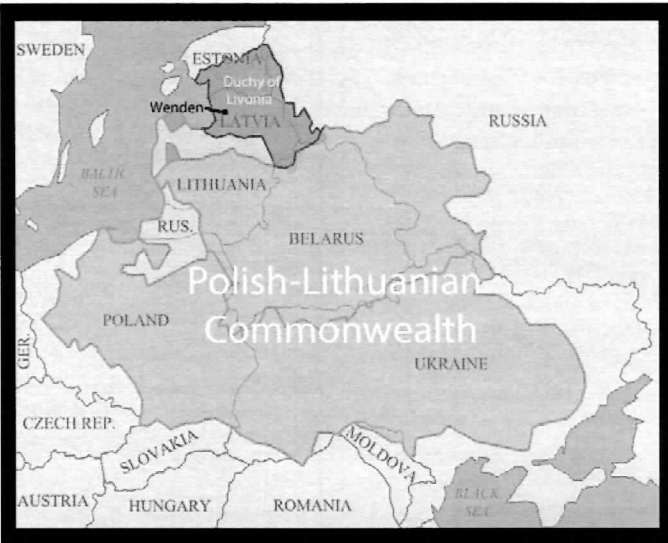 SWEDEN
ESTONIA
Duchy of
Livonia
Wenden
LATVIA
RUSSIA
BALTIC
SEA
LITHUANIA
RUS.
BELARUS
Polish-Lithuanian
Commonwealth
POLAND
GER.
UKRAINE
CZECH REP.
SLOVAKIA
MOLDOVA
AUSTRIA
HUNGARY
ROMANIA
BLACK
SEA